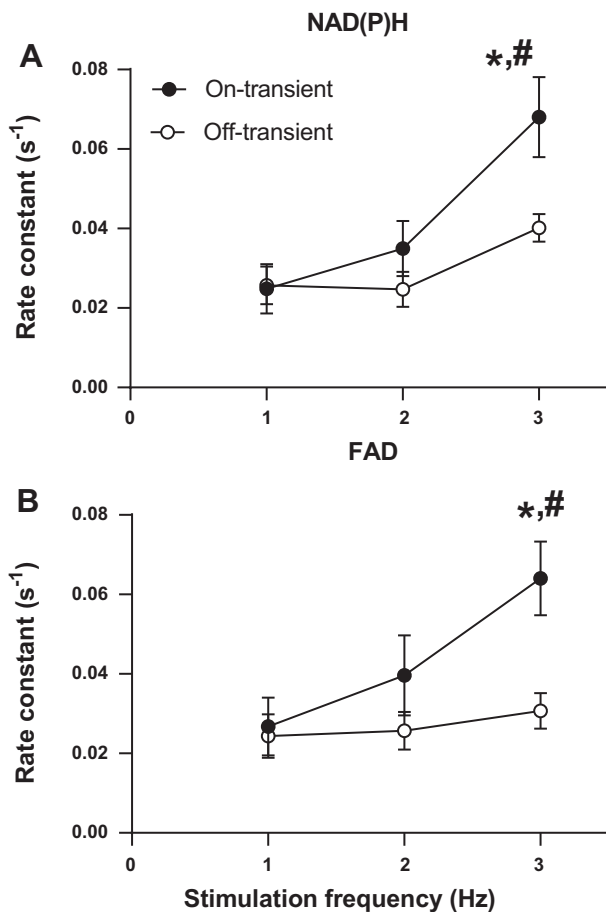 NAD(P)H
A
*,#
0.08
On-transient
Off-transient
0.06
0.04
0.02
0.00
Rate constant (s⁻¹)
0 1 2 3
FAD
B
*,#
0.08
0.06
0.04
0.02
0.00
Rate constant (s⁻¹)
0 1 2 3
Stimulation frequency (Hz)